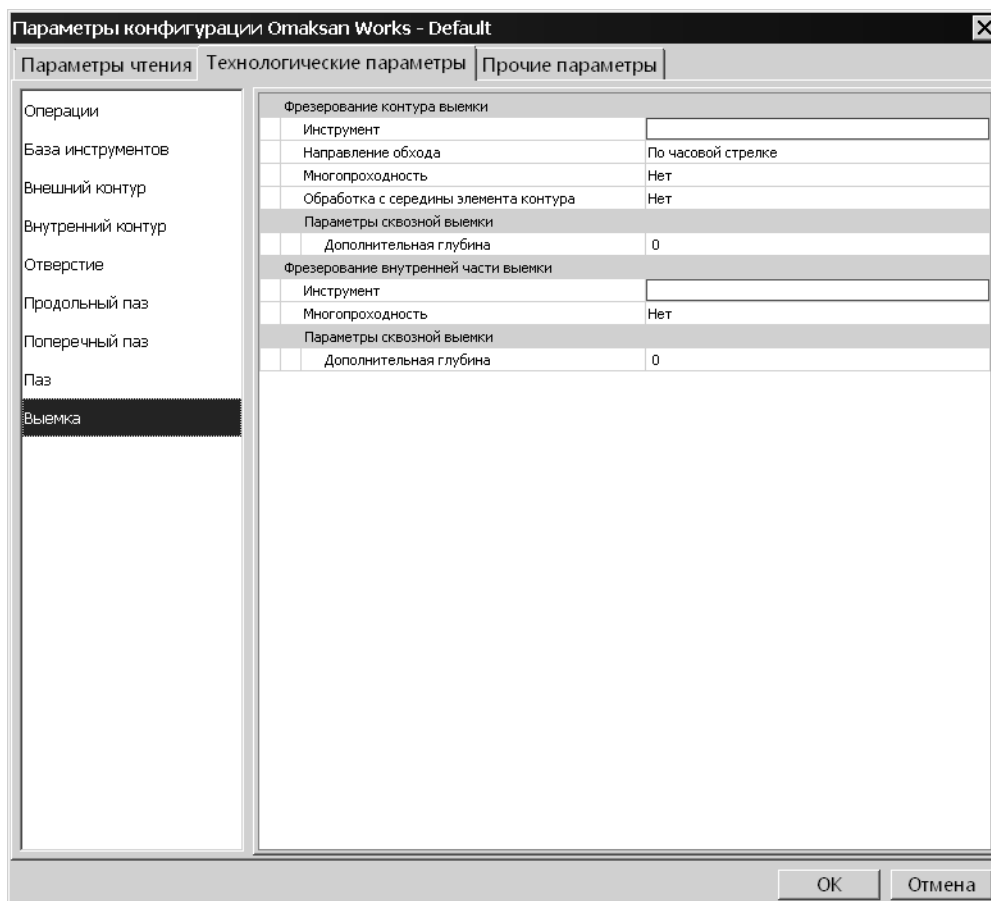 Параметры конфигурации Omaksan Works - Default
Параметры чтения Технологические параметры Прочие параметры
Операции
База инструментов
Внешний контур
Внутренний контур
Отверстие
Продольный паз
Поперечный паз
Паз
Выемка
Фрезерование контура выемки
Инструмент
Направление обхода По часовой стрелке
Многопроходность Нет
Обработка с середины элемента контура Нет
Параметры сквозной выемки
Дополнительная глубина 0
Фрезерование внутренней части выемки
Инструмент
Многопроходность Нет
Параметры сквозной выемки
Дополнительная глубина 0
OK Отмена